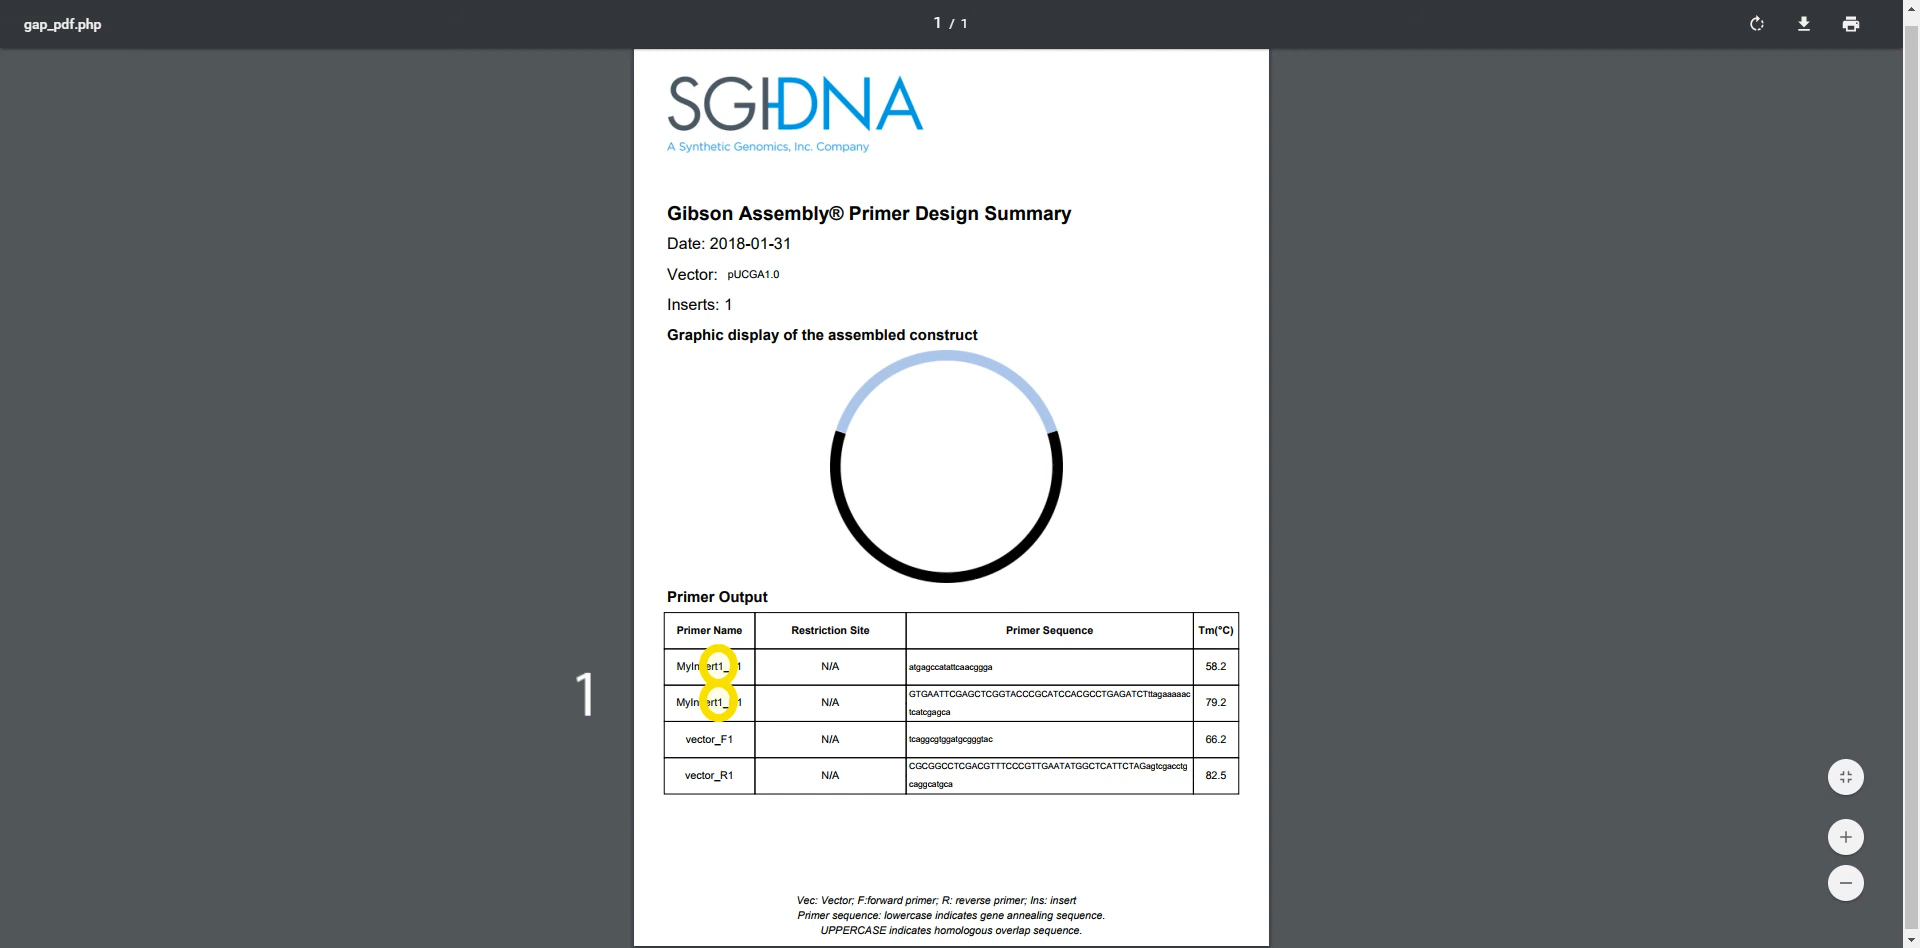 gap_pdf.php
1 / 1
SGI-DNA
A Synthetic Genomics, Inc. Company
Gibson Assembly® Primer Design Summary
Date: 2018-01-31
Vector: pUCGA1.0
Inserts: 1
Graphic display of the assembled construct
Primer Output
Primer Name Restriction Site Primer Sequence Tm(°C)
N/A atgagccatattcaacggga 58.2
N/A GTGAATTCGAGCTCGGTACCCGCATCCACGCCTGAGATCTttagaaaaac 79.2
tcatcgagca
vector_F1 N/A tcaggcgtggatgcgggtac 66.2
vector_R1 N/A CGCGGCCTCGACGTTTCCCGTTGAATATGGCTCATTCTAGagtcgacctg 82.5
caggcatgca
1
Vec: Vector; F:forward primer; R: reverse primer; Ins: insert
Primer sequence: lowercase indicates gene annealing sequence.
UPPERCASE indicates homologous overlap sequence.